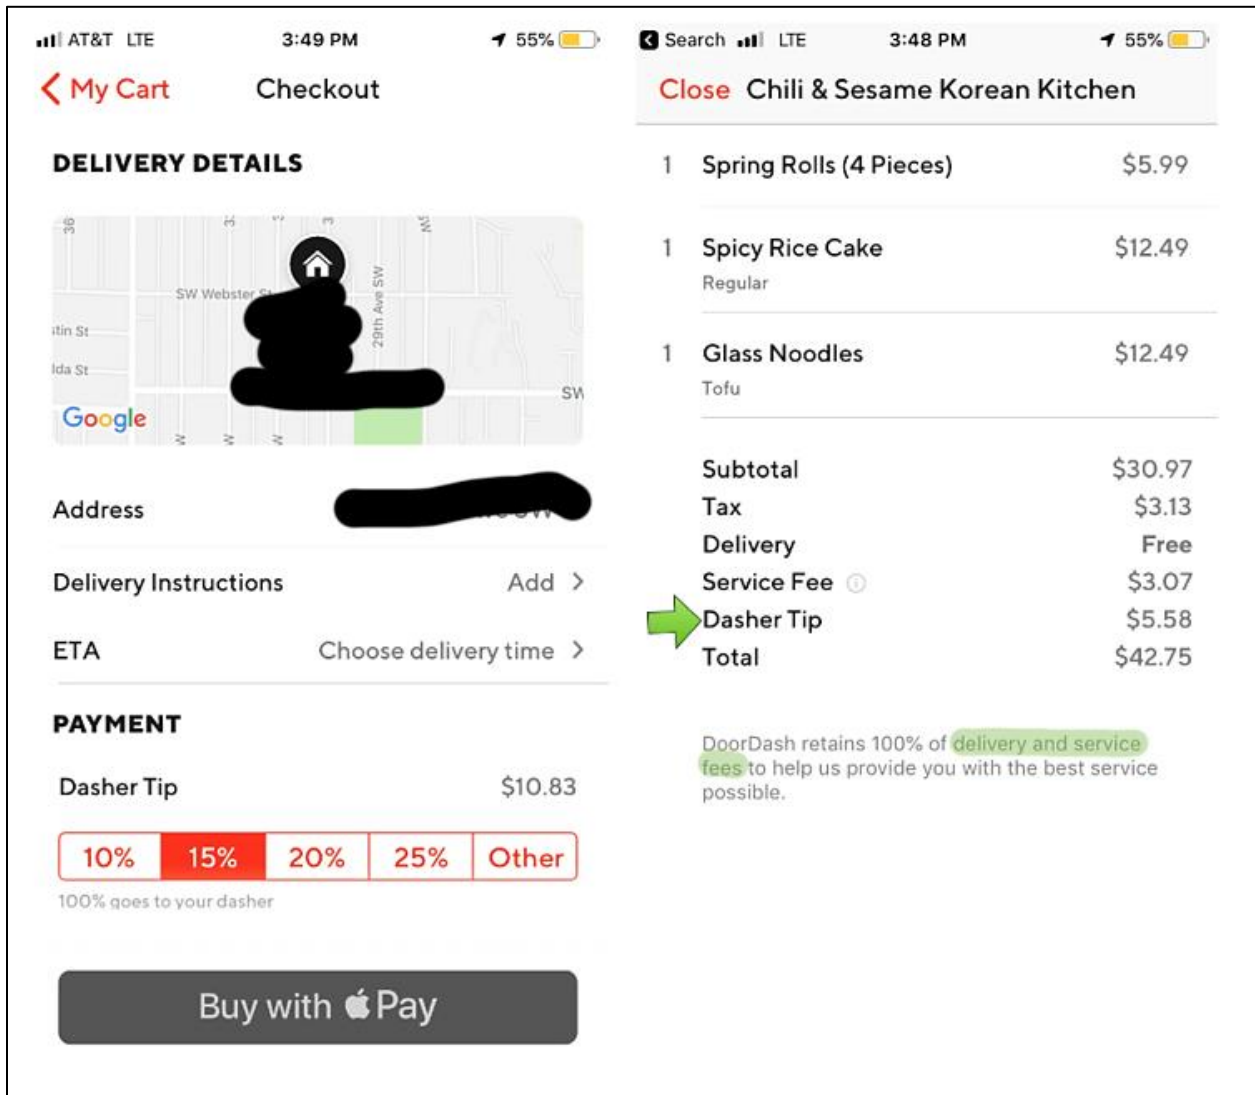 AT&T LTE 3:49 PM 55%
My Cart Checkout
DELIVERY DETAILS
36
SW Webster St
29th Ave SW
SW
Google
Address
Delivery Instructions Add
ETA Choose delivery time
PAYMENT
Dasher Tip $10.83
10% 15% 20% 25% Other
100% goes to your dasher
Buy with Pay
Search LTE 3:48 PM 55%
Close Chili & Sesame Korean Kitchen
1 Spring Rolls (4 Pieces) $5.99
1 Spicy Rice Cake $12.49
Regular
1 Glass Noodles $12.49
Tofu
Subtotal $30.97
Tax $3.13
Delivery Free
Service Fee $3.07
Dasher Tip $5.58
Total $42.75
DoorDash retains 100% of delivery and service
fees to help us provide you with the best service
possible.